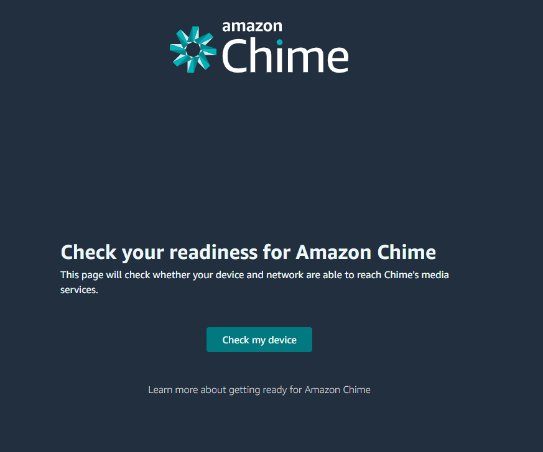 amazon
Chime
Check your readiness for Amazon Chime
This page will check whether your device and network are able to reach Chime's media
services.
Check my device
Learn more about getting ready for Amazon Chime